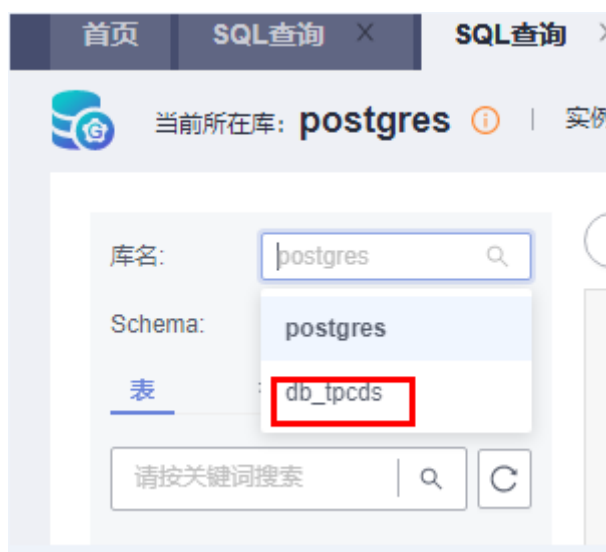 首页 SQL查询 SQL查询
当前所在库: postgres 实例
库名: postgres
Schema: postgres
表 db_tpcds
请按关键词搜索